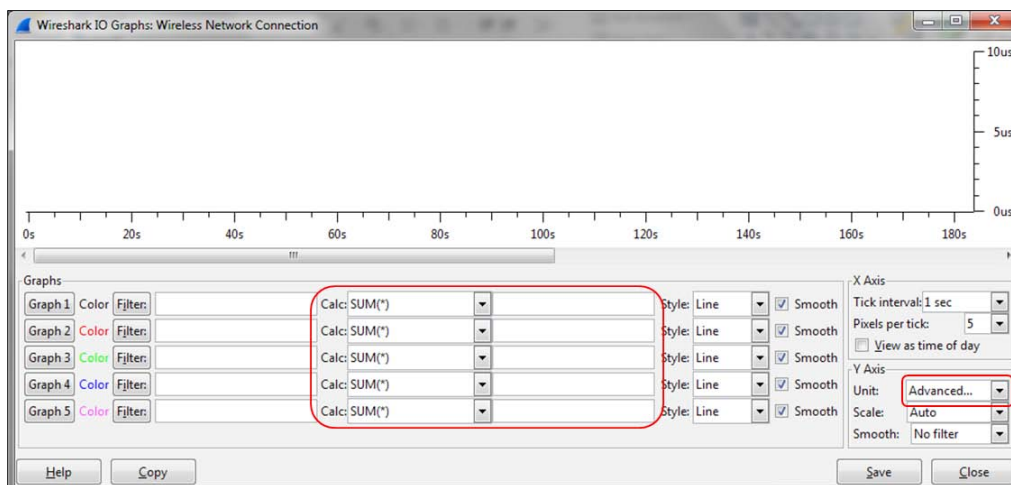 Wireshark IO Graphs: Wireless Network Connection
10us
5us
0us
0s 20s 40s 60s 80s 100s 120s 140s 160s 180s
Graphs
Graph 1 Color Filter: Calc: SUM(*) Style: Line Smooth
Graph 2 Color Filter: Calc: SUM(*) Style: Line Smooth
Graph 3 Color Filter: Calc: SUM(*) Style: Line Smooth
Graph 4 Color Filter: Calc: SUM(*) Style: Line Smooth
Graph 5 Color Filter: Calc: SUM(*) Style: Line Smooth
X Axis
Tick interval: 1 sec
Pixels per tick: 5
View as time of day
Y Axis
Unit: Advanced...
Scale: Auto
Smooth: No filter
Help Copy Save Close